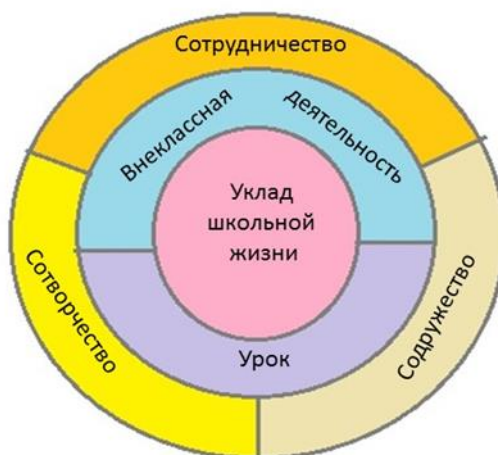 Сотрудничество
Внеклассная деятельность
Уклад
школьной
жизни
Сотворчество
Содружество
Урок